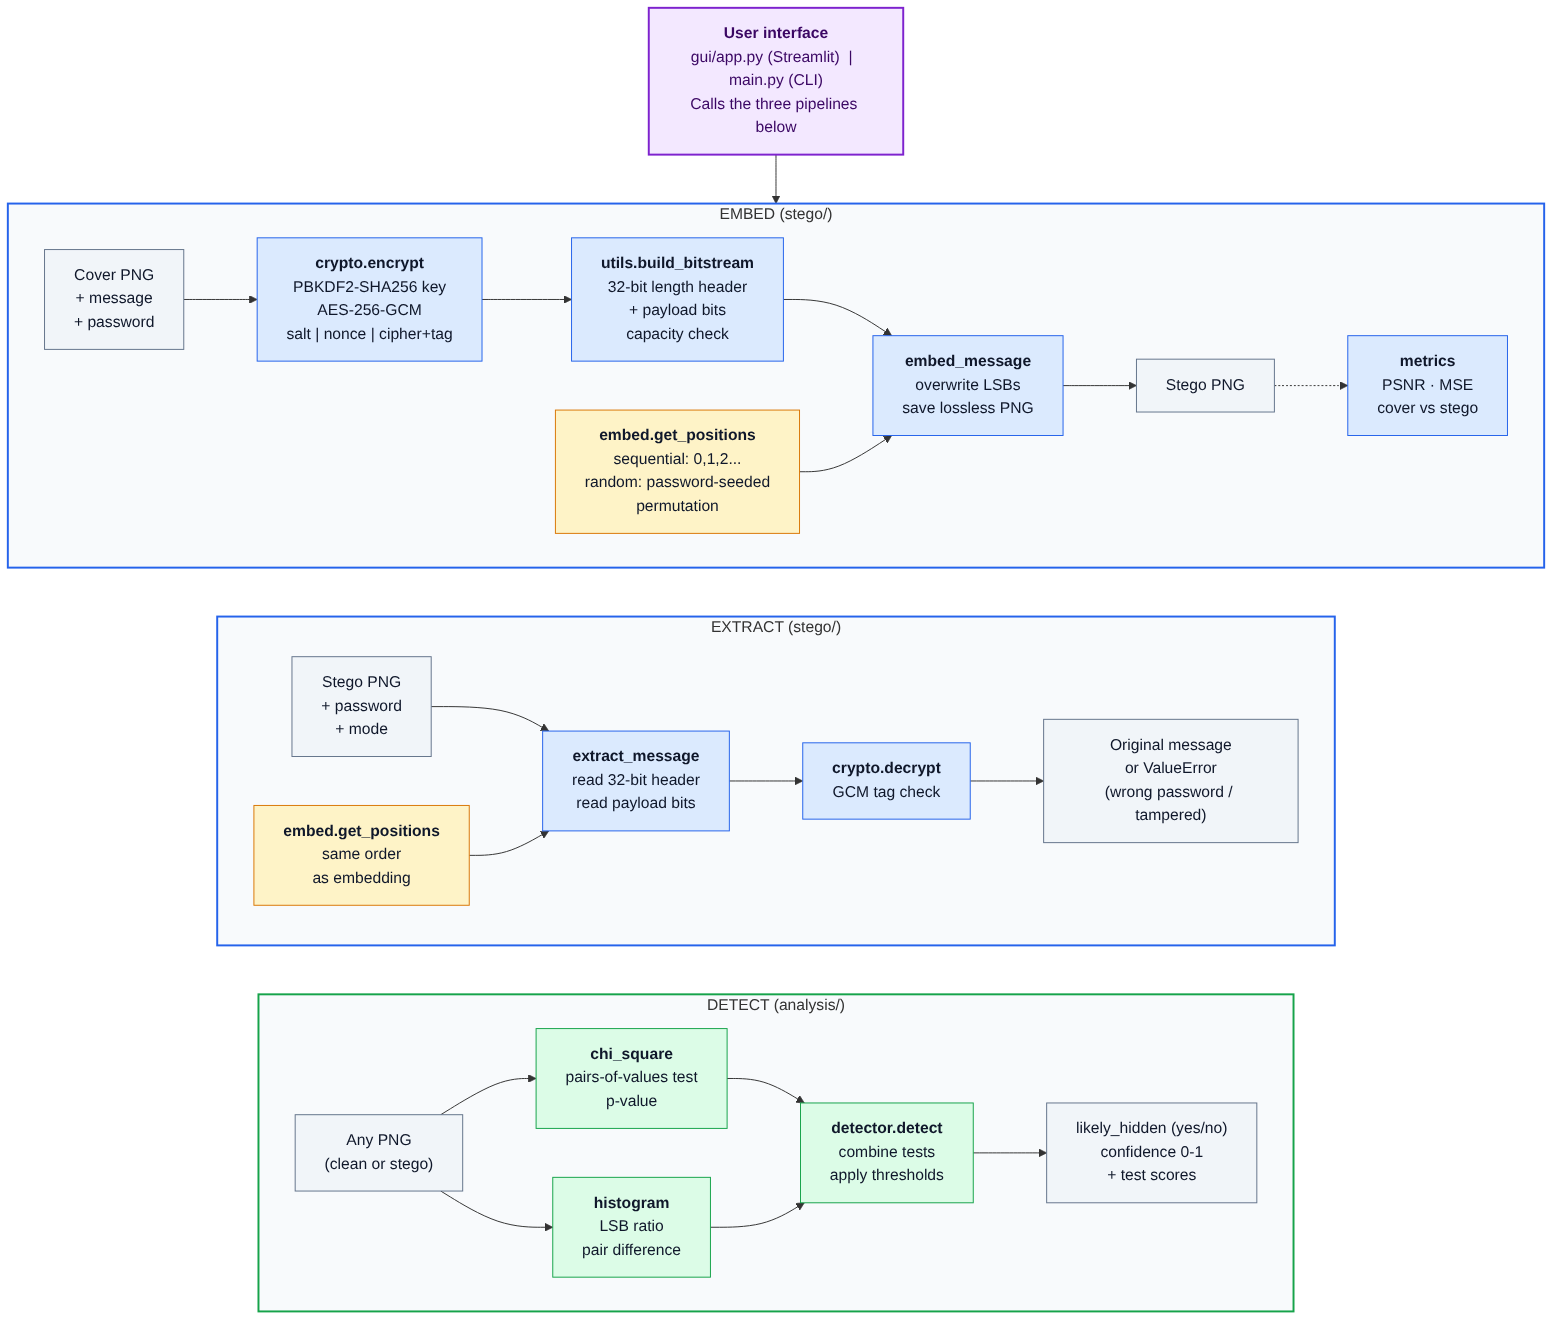 User interface
gui/app.py (Streamlit)  |
main.py (CLI)
Calls the three pipelines
below
EMBED (stego/)
Cover PNG
+ message
+ password
crypto.encrypt
PBKDF2-SHA256 key
AES-256-GCM
salt | nonce | cipher+tag
utils.build_bitstream
32-bit length header
+ payload bits
capacity check
embed.get_positions
sequential: 0,1,2...
random: password-seeded
permutation
embed_message
overwrite LSBs
save lossless PNG
Stego PNG
metrics
PSNR · MSE
cover vs stego
EXTRACT (stego/)
Stego PNG
+ password
+ mode
embed.get_positions
same order
as embedding
extract_message
read 32-bit header
read payload bits
crypto.decrypt
GCM tag check
Original message
or ValueError
(wrong password /
tampered)
DETECT (analysis/)
Any PNG
(clean or stego)
chi_square
pairs-of-values test
p-value
histogram
LSB ratio
pair difference
detector.detect
combine tests
apply thresholds
likely_hidden (yes/no)
confidence 0-1
+ test scores